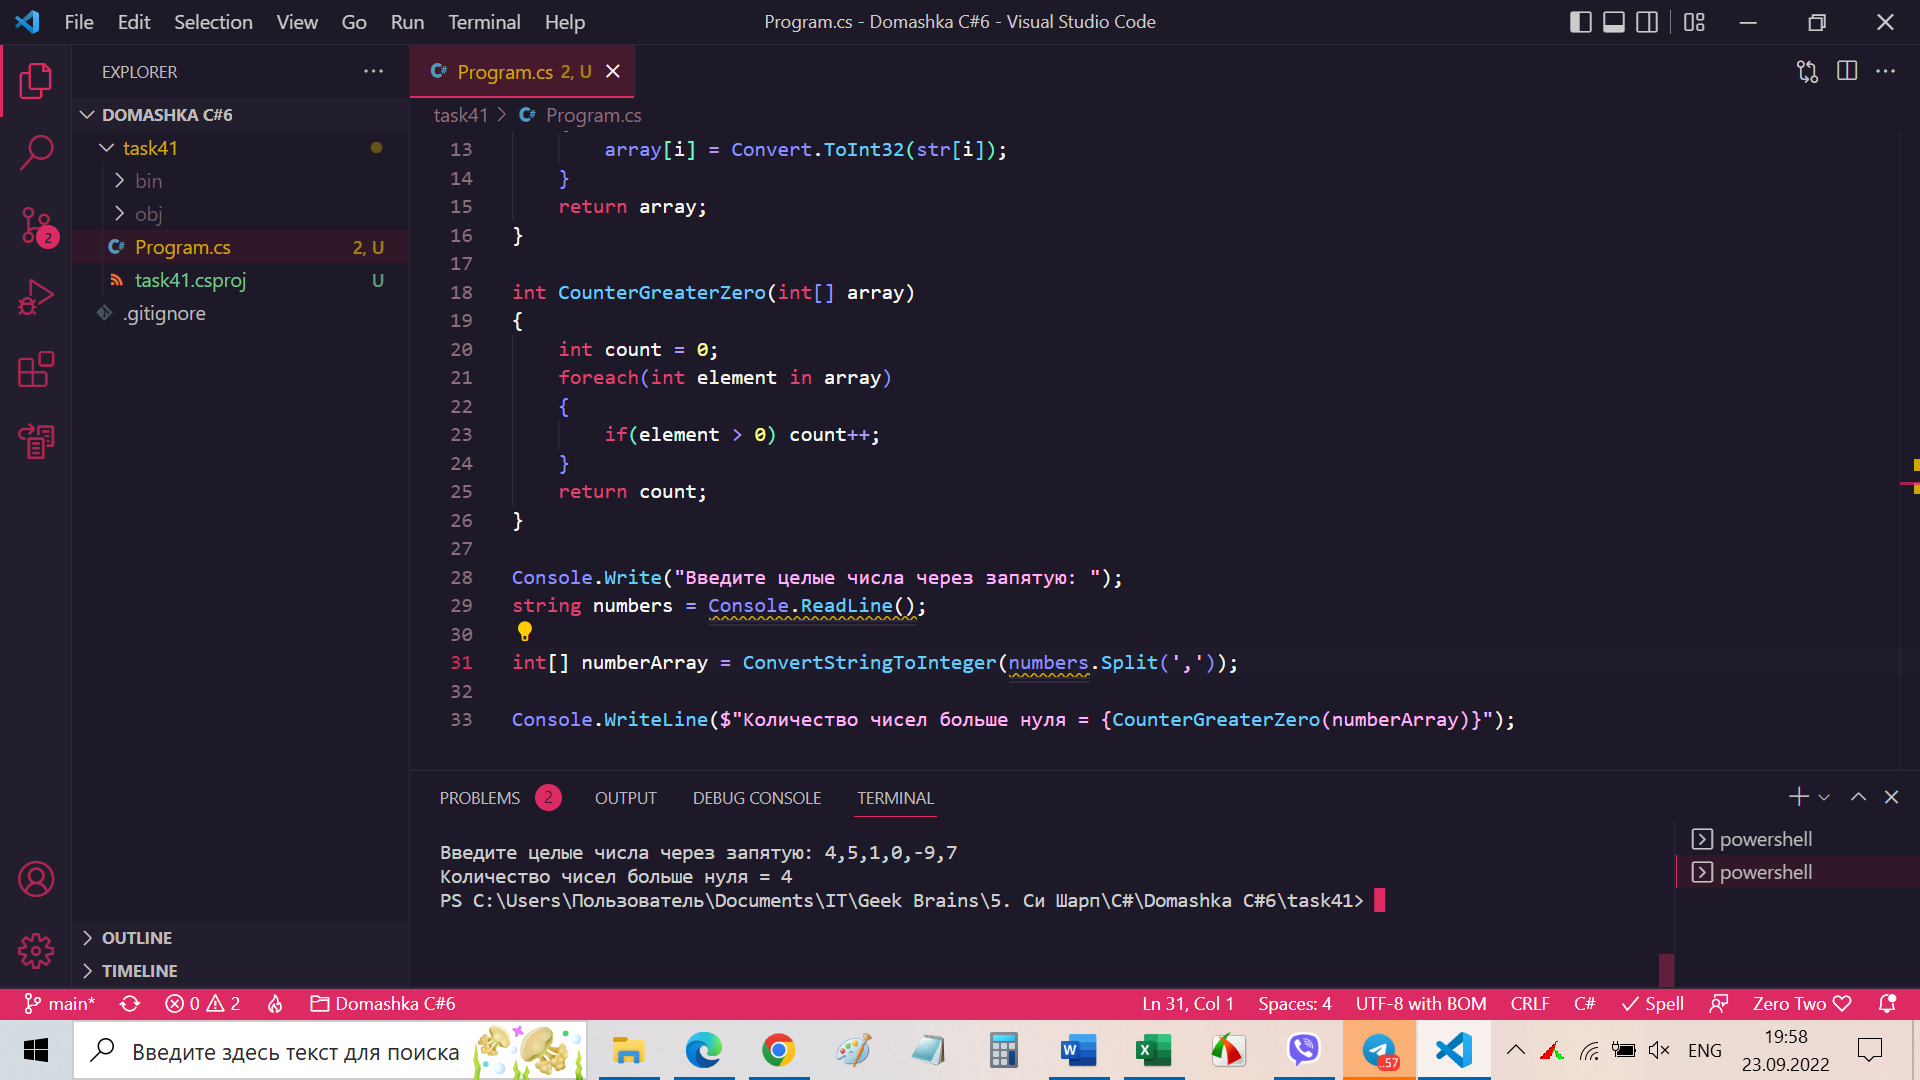 File Edit Selection View Go Run Terminal Help
Program.cs - Domashka C#6 - Visual Studio Code
EXPLORER
DOMASHKA C#6
task41
bin
obj
Program.cs 2, U
task41.csproj U
.gitignore
OUTLINE
TIMELINE
2
Program.cs 2, U
task41 > Program.cs
13 array[i] = Convert.ToInt32(str[i]);
14 }
15 return array;
16 }
17
18 int CounterGreaterZero(int[] array)
19 {
20 int count = 0;
21 foreach(int element in array)
22 {
23 if(element > 0) count++;
24 }
25 return count;
26 }
27
28 Console.Write("Введите целые числа через запятую: ");
29 string numbers = Console.ReadLine();
30
31 int[] numberArray = ConvertStringToInteger(numbers.Split(','));
32
33 Console.WriteLine($"Количество чисел больше нуля = {CounterGreaterZero(numberArray)}");
PROBLEMS 2 OUTPUT DEBUG CONSOLE TERMINAL
Введите целые числа через запятую: 4,5,1,0,-9,7
Количество чисел больше нуля = 4
PS C:\Users\Пользователь\Documents\IT\Geek Brains\5. Си Шарп\C#\Domashka C#6\task41>
powershell
powershell
main* 0 2 Domashka C#6 Ln 31, Col 1 Spaces: 4 UTF-8 with BOM CRLF C# Spell Zero Two
Введите здесь текст для поиска
W
X
..57
ENG
19:58
23.09.2022